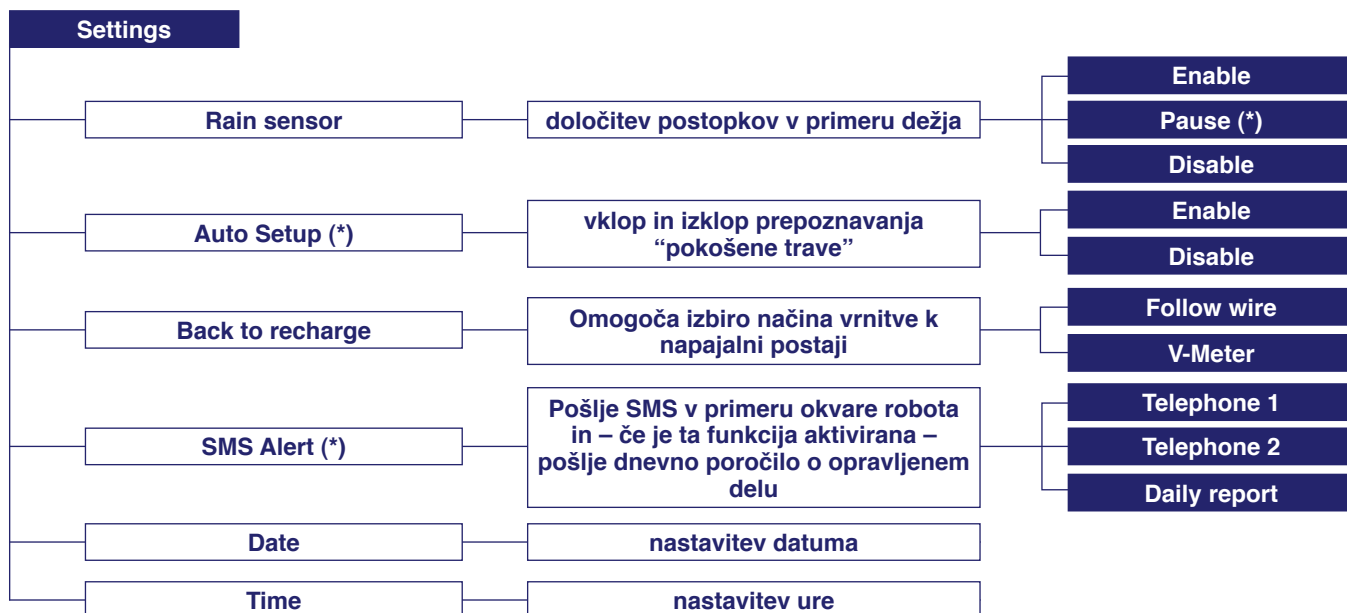 Settings
Rain sensor
določitev postopkov v primeru dežja
Enable
Pause (*)
Disable
Auto Setup (*)
vklop in izklop prepoznavanja
“pokošene trave”
Enable
Disable
Back to recharge
Omogoča izbiro načina vrnitve k
napajalni postaji
Follow wire
V-Meter
SMS Alert (*)
Pošlje SMS v primeru okvare robota
in – če je ta funkcija aktivirana –
pošlje dnevno poročilo o opravljenem
delu
Telephone 1
Telephone 2
Daily report
Date
nastavitev datuma
Time
nastavitev ure